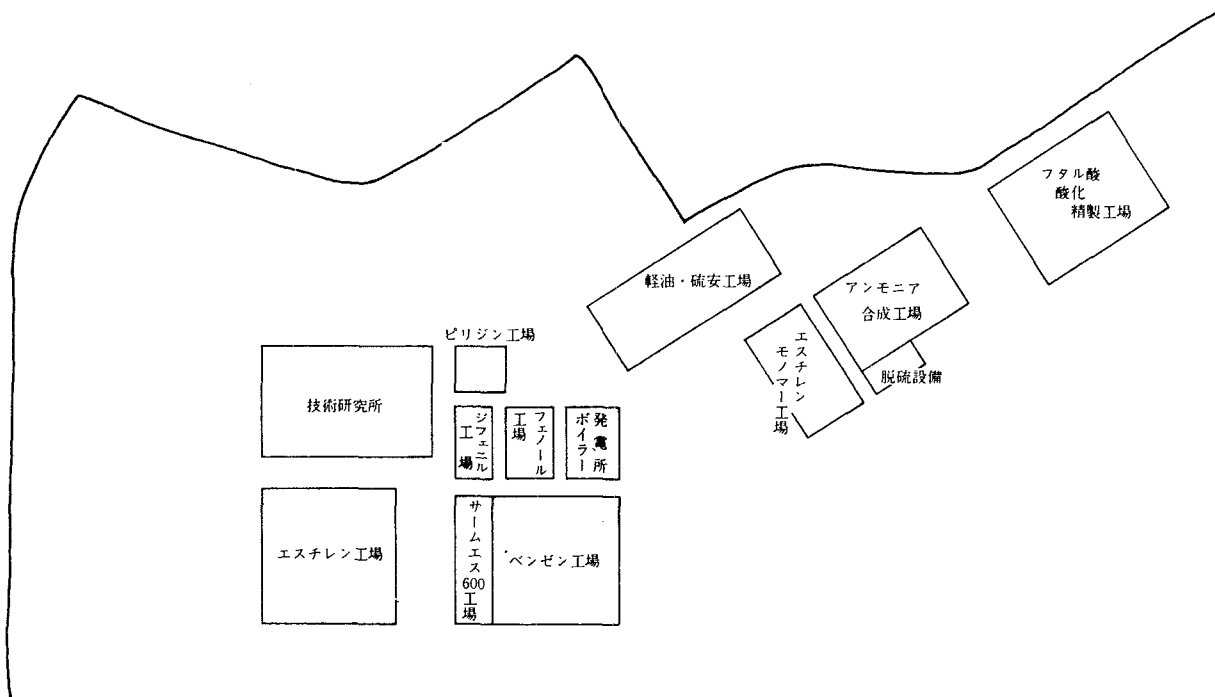 フタル酸
酸化
精製工場
軽油・硫安工場
アンモニア
合成工場
エスチレン
モノマー工場
脱硫設備
ピリジン工場
技術研究所
ジフェニル
工場
フェノール
工場
発電所
ボイラー
エスチレン工場
サームエス600工場
ベンゼン工場